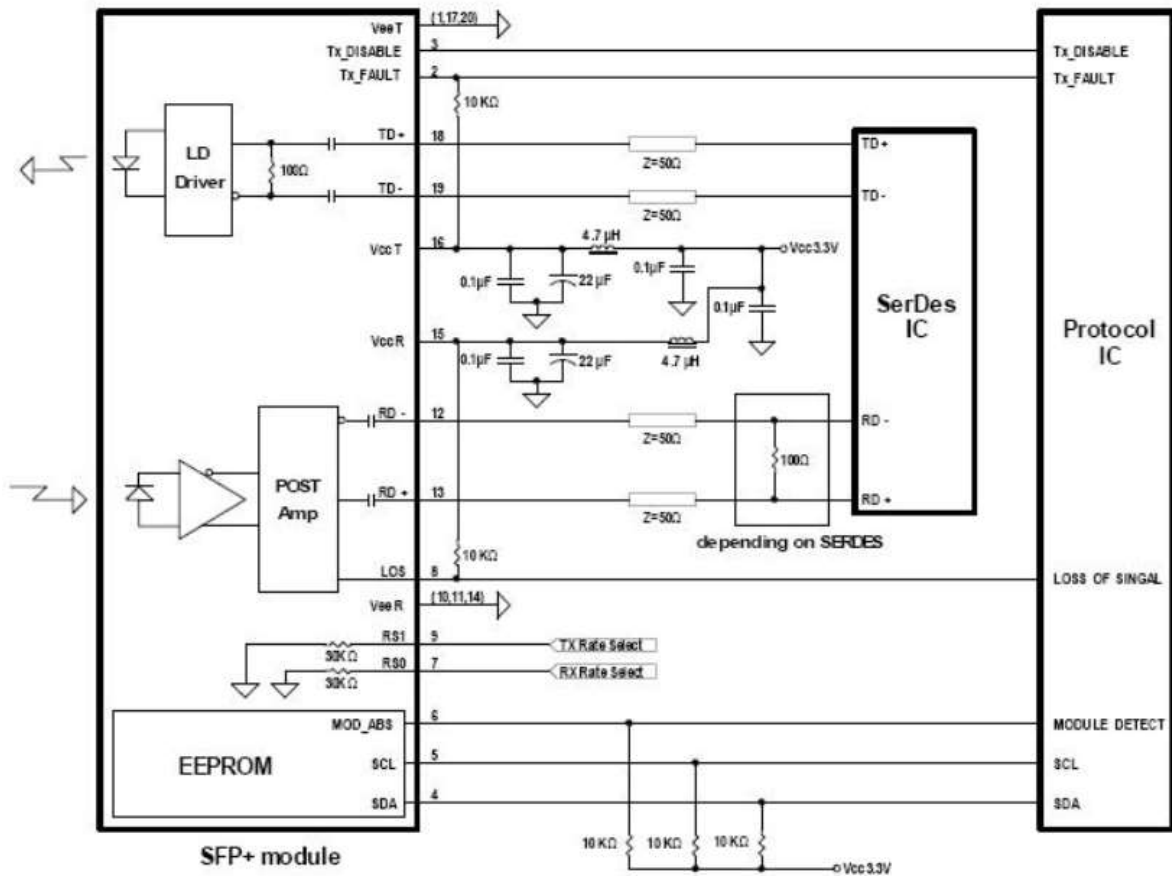 VeeT (1,17,20)
Tx_DISABLE 3 Tx_DISABLE
Tx_FAULT 2 Tx_FAULT
10 KΩ
LD
Driver
100Ω
TD+ 18 Z=50Ω TD+
TD- 19 Z=50Ω TD-
VccT 16 4.7 µH Vcc3.3V
0.1µF 22 µF 0.1µF 0.1µF
VccR 15 4.7 µH
0.1µF 22 µF
SerDes
IC
Protocol
IC
RD - 12 Z=50Ω RD -
100Ω
RD + 13 Z=50Ω RD +
POST
Amp
depending on SERDES
10 KΩ
LOS 8 LOSS OF SINGAL
VeeR (10,11,14)
RS1 9 TX Rate Select
30KΩ
RS0 7 RX Rate Select
30KΩ
MOD_ABS 6 MODULE DETECT
EEPROM
SCL 5 SCL
SDA 4 SDA
10 KΩ 10 KΩ 10 KΩ
Vcc3.3V
SFP+ module